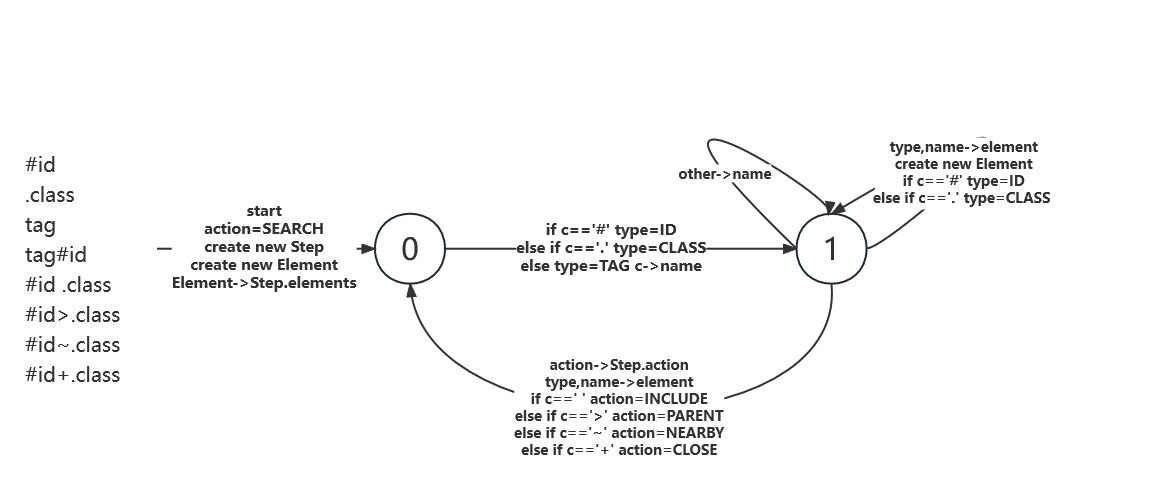 #id
.class
tag
tag#id
#id .class
#id>.class
#id~.class
#id+.class
start
action=SEARCH
create new Step
create new Element
Element->Step.elements
0
if c=='#' type=ID
else if c=='.' type=CLASS
else type=TAG c->name
other->name
1
type,name->element
create new Element
if c=='#' type=ID
else if c=='.' type=CLASS
action->Step.action
type,name->element
if c==' ' action=INCLUDE
else if c=='>' action=PARENT
else if c=='~' action=NEARBY
else if c=='+' action=CLOSE